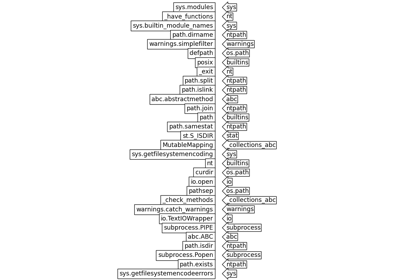 sys.modules sys
_have_functions nt
sys.builtin_module_names sys
path.dirname ntpath
warnings.simplefilter warnings
defpath os.path
posix builtins
_exit nt
path.split ntpath
path.islink ntpath
abc.abstractmethod abc
path.join ntpath
path builtins
path.samestat ntpath
st.S_ISDIR stat
MutableMapping _collections_abc
sys.getfilesystemencoding sys
nt builtins
curdir os.path
io.open io
pathsep os.path
_check_methods _collections_abc
warnings.catch_warnings warnings
io.TextIOWrapper io
subprocess.PIPE subprocess
abc.ABC abc
path.isdir ntpath
subprocess.Popen subprocess
path.exists ntpath
sys.getfilesystemencodeerrors sys